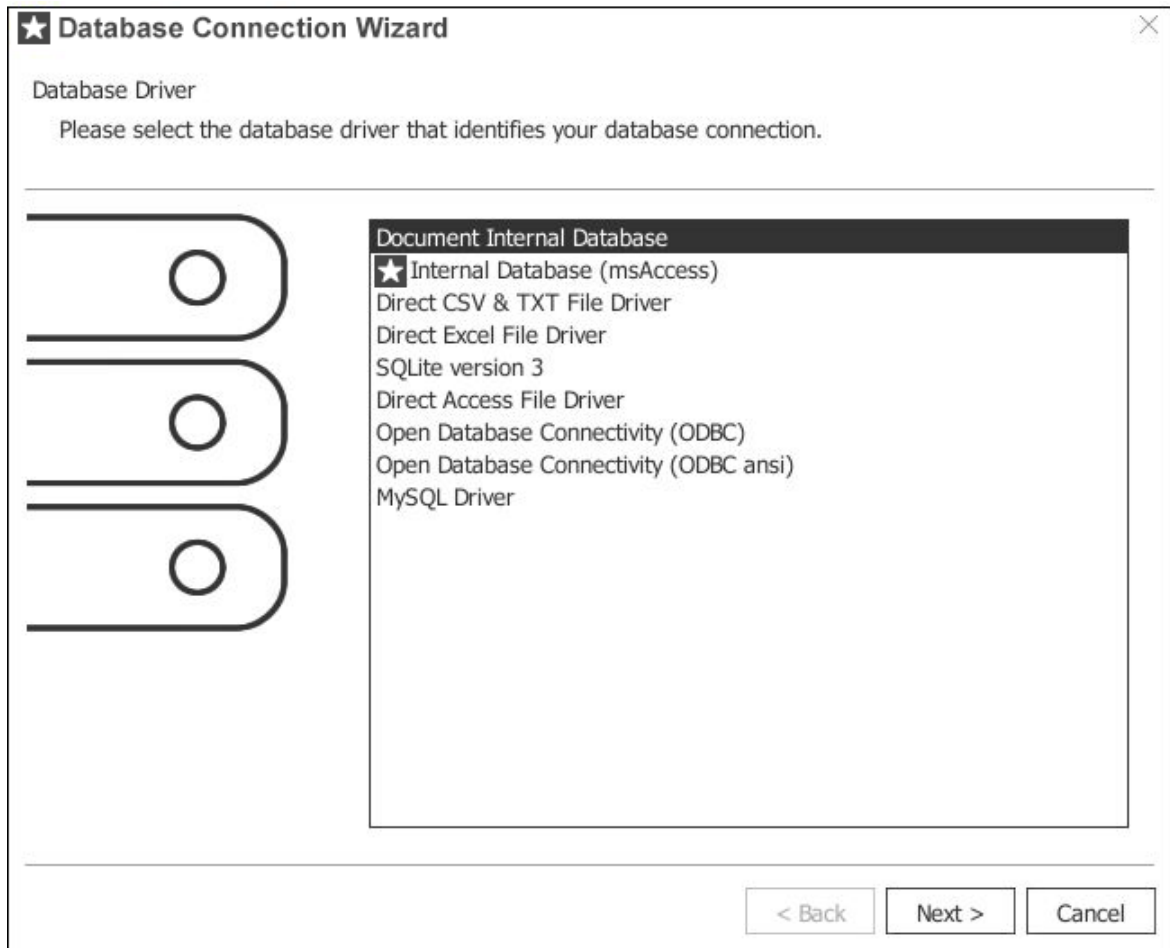 Database Connection Wizard
Database Driver
Please select the database driver that identifies your database connection.
Document Internal Database
Internal Database (msAccess)
Direct CSV & TXT File Driver
Direct Excel File Driver
SQLite version 3
Direct Access File Driver
Open Database Connectivity (ODBC)
Open Database Connectivity (ODBC ansi)
MySQL Driver
< Back
Next >
Cancel